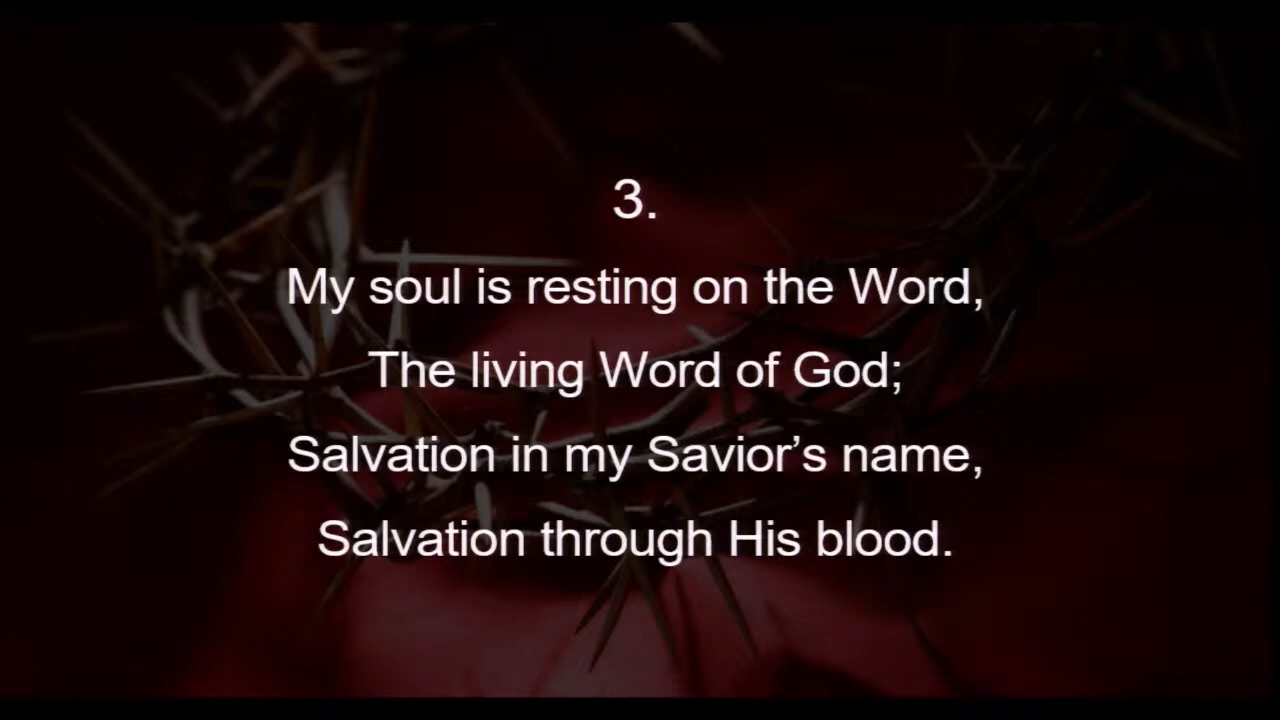 3.
My soul is resting on the Word,
The living Word of God;
Salvation in my Savior’s name,
Salvation through His blood.